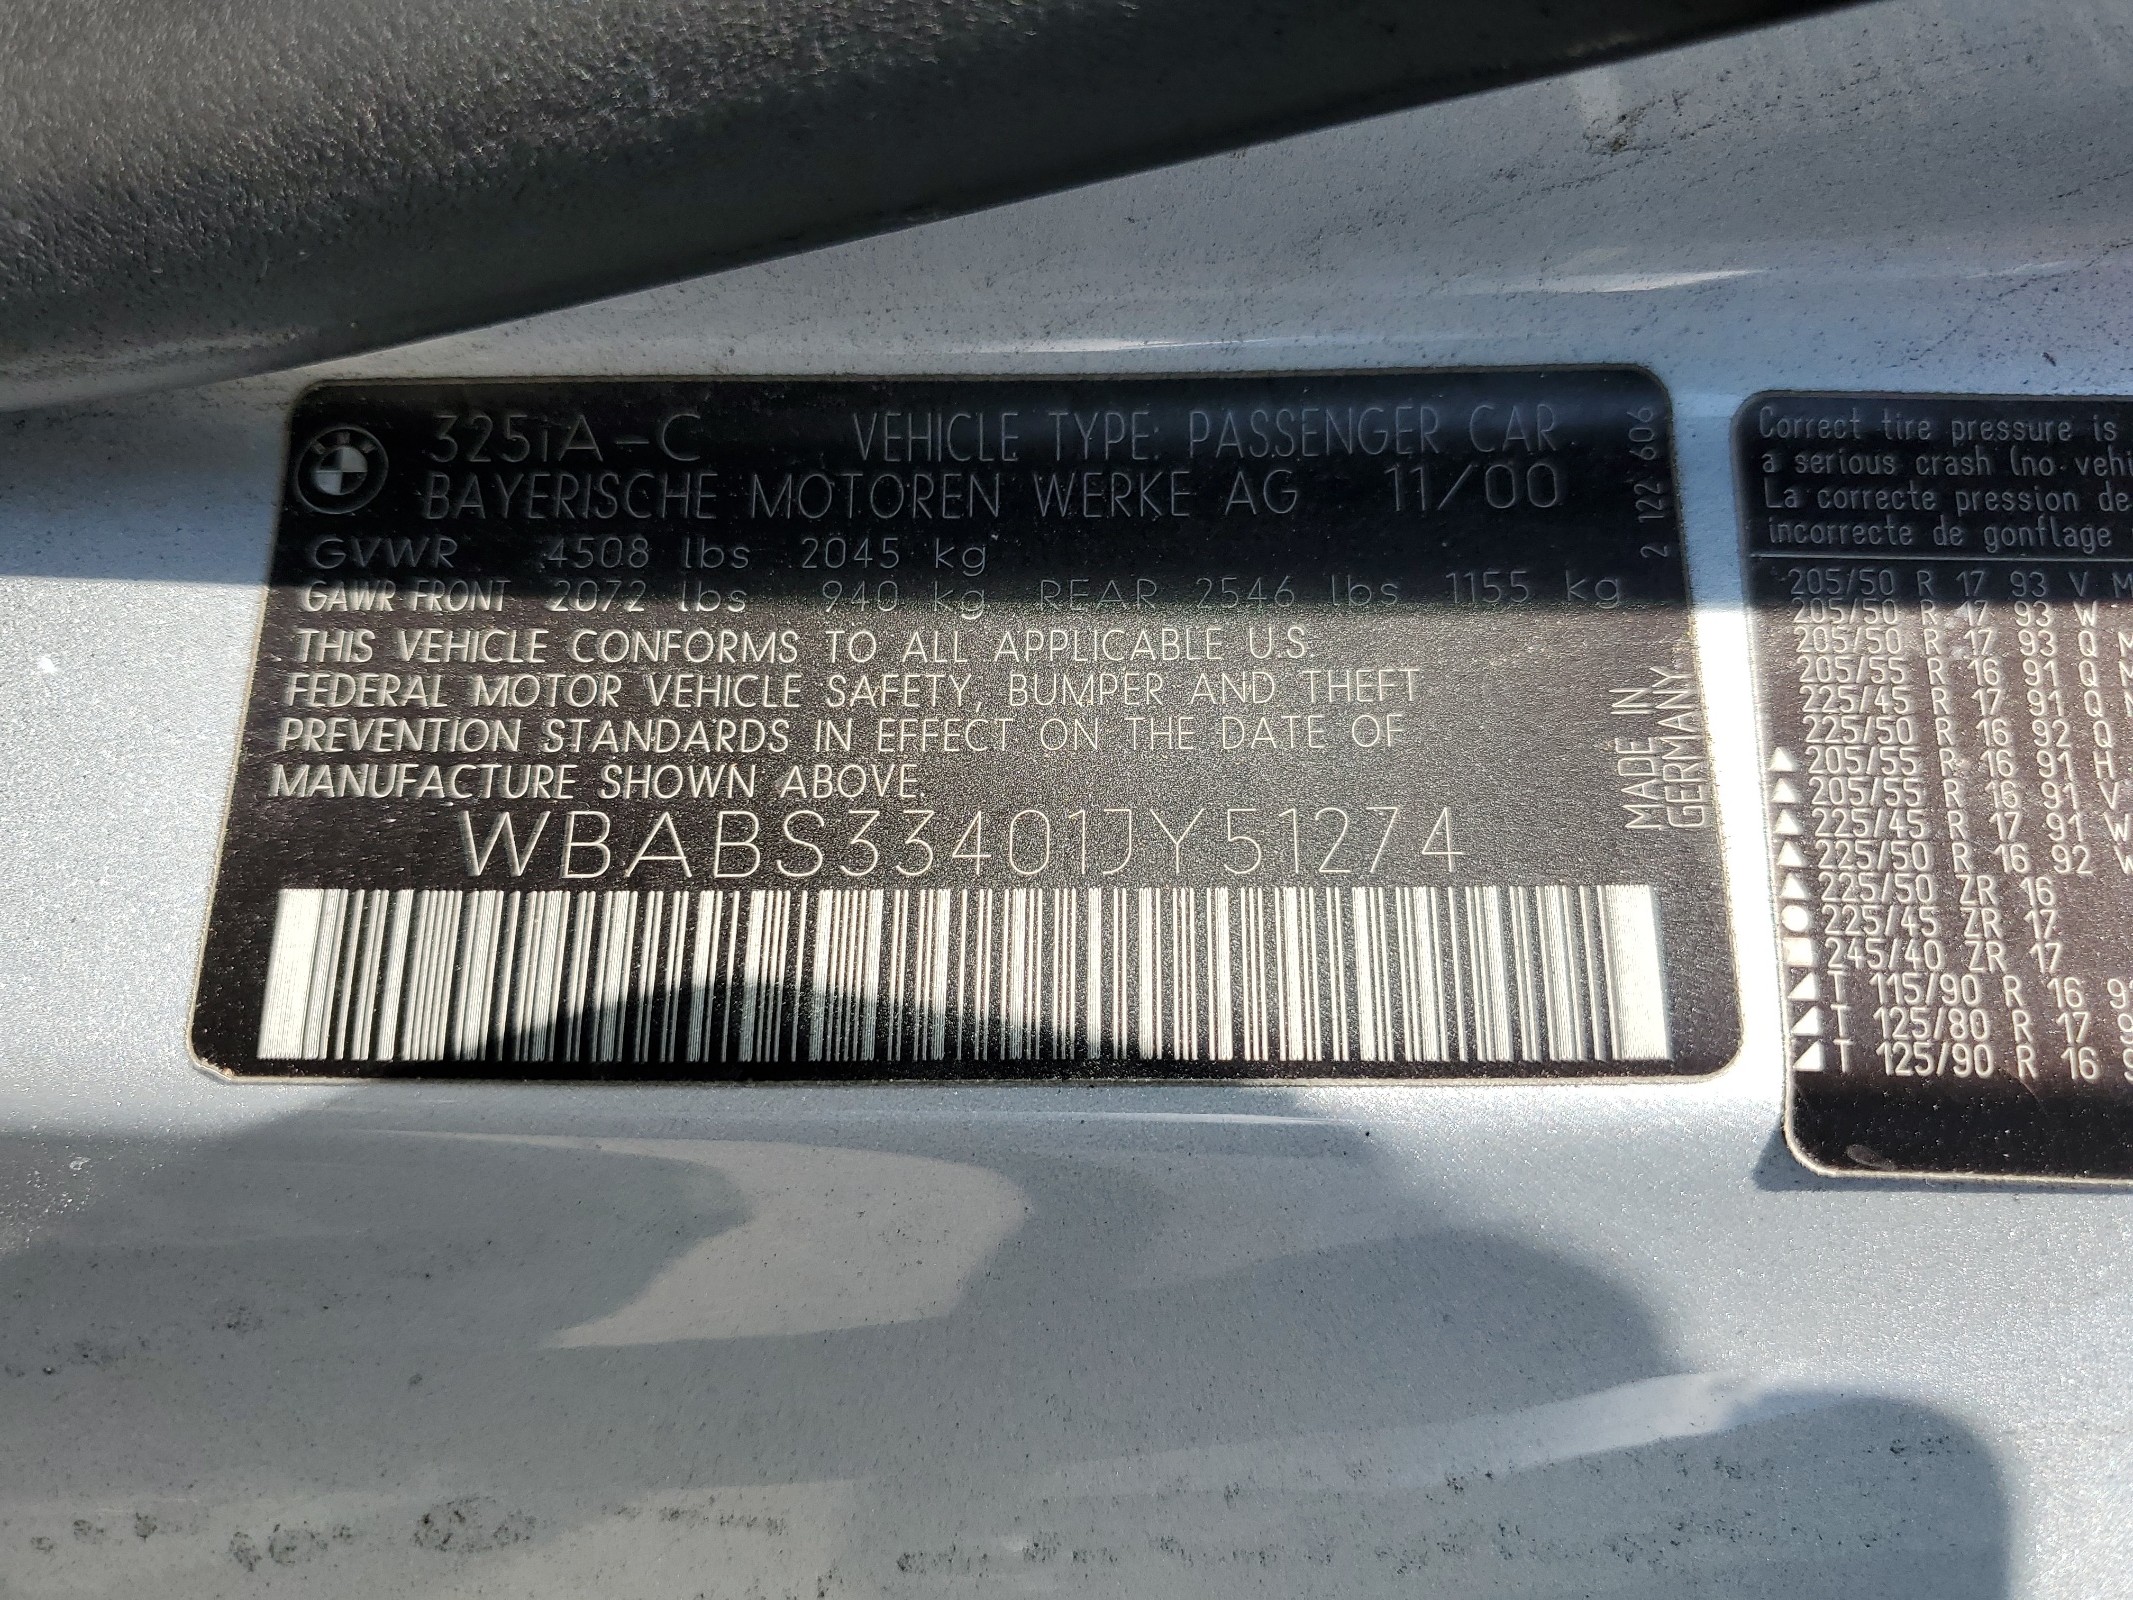 325iA-C VEHICLE TYPE: PASSENGER CAR
BAYERISCHE MOTOREN WERKE AG 11/00
GVWR 4508 lbs 2045 kg
GAWR FRONT 2072 lbs 940 kg REAR 2546 lbs 1155 kg
THIS VEHICLE CONFORMS TO ALL APPLICABLE U.S.
FEDERAL MOTOR VEHICLE SAFETY, BUMPER AND THEFT
PREVENTION STANDARDS IN EFFECT ON THE DATE OF
MANUFACTURE SHOWN ABOVE.
WBABS33401JY51274
2 122 606
MADE IN
GERMANY
Correct tire pressure is
a serious crash (no vehi
La correcte pression de
incorrecte de gonflage
205/50 R 17 93 V M
205/50 R 17 93 W
205/50 R 17 93 Q M
205/55 R 16 91 Q M
225/45 R 17 91 Q
225/50 R 16 92 Q
205/55 R 16 91 H
205/55 R 16 91 V
225/45 R 17 91 W
225/50 R 16 92 W
225/50 ZR 16
225/45 ZR 17
245/40 ZR 17
T 115/90 R 16 9
T 125/80 R 17 9
T 125/90 R 16 9